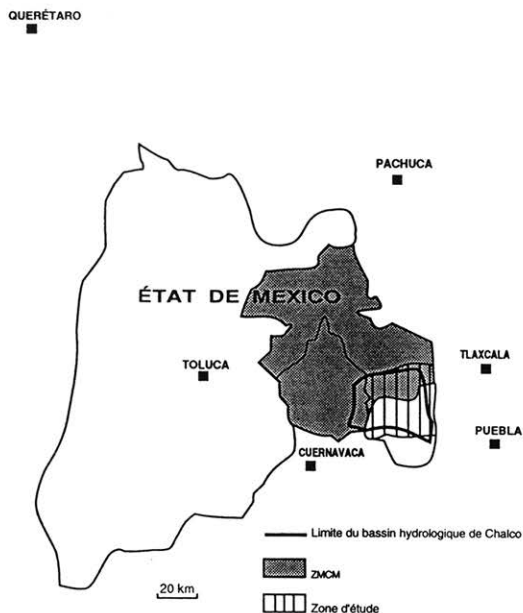 QUERÉTARO
PACHUCA
ÉTAT DE MEXICO
TOLUCA
TLAXCALA
PUEBLA
CUERNAVACA
Limite du bassin hydrologique de Chalco
ZMCM
20 km
Zone d'étude